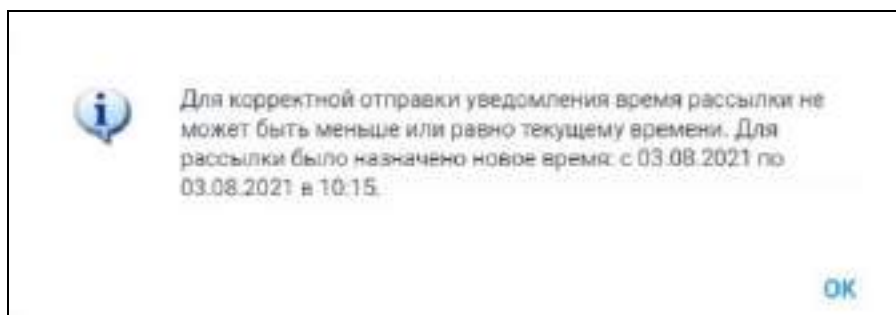 Для корректной отправки уведомления время рассылки не
может быть меньше или равно текущему времени. Для
рассылки было назначено новое время: с 03.08.2021 по
03.08.2021 в 10:15.
OK